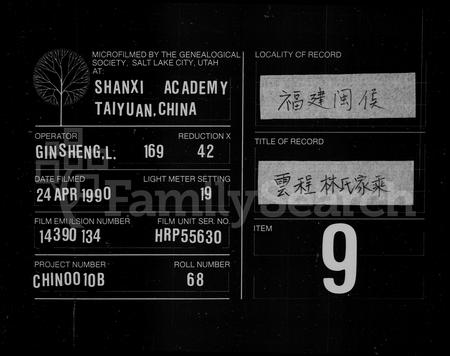 MICROFILMED BY THE GENEALOGICAL
SOCIETY, SALT LAKE CITY, UTAH
AT:
SHANXI ACADEMY
TAIYUAN, CHINA
OPERATOR REDUCTION X
GINSHENG,L. 169 42
DATE FILMED LIGHT METER SETTING
24 APR 1990 19
FILM EMULSION NUMBER FILM UNIT SER. NO.
14390 134 HRP55630
PROJECT NUMBER ROLL NUMBER
CHIN0010B 68
LOCALITY OF RECORD
福建闽侯
TITLE OF RECORD
雲程林氏家乘
ITEM
9
FamilySearch